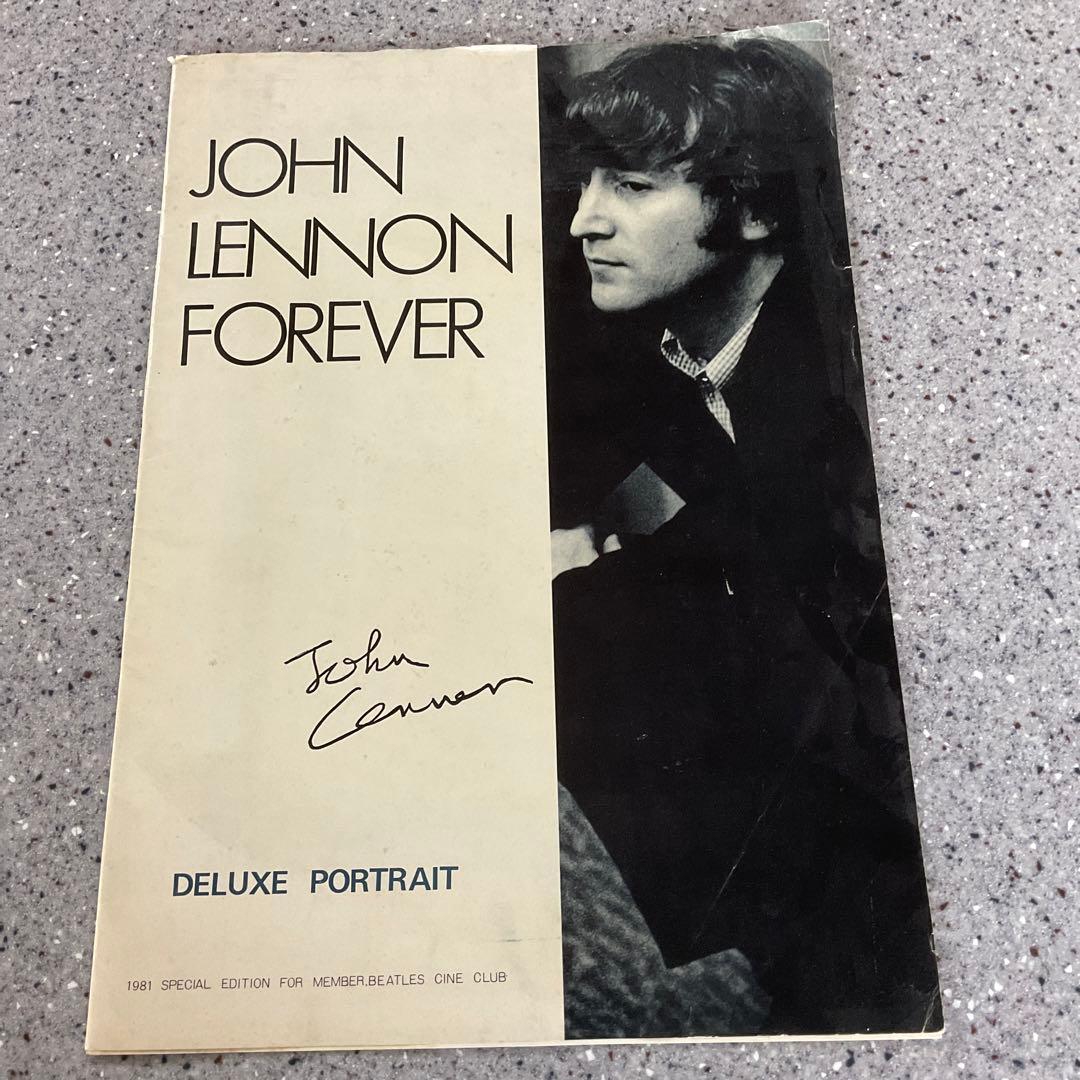 JOHN
LENNON
FOREVER
John
Lennon
DELUXE PORTRAIT
1981 SPECIAL EDITION FOR MEMBER.BEATLES CINE CLUB